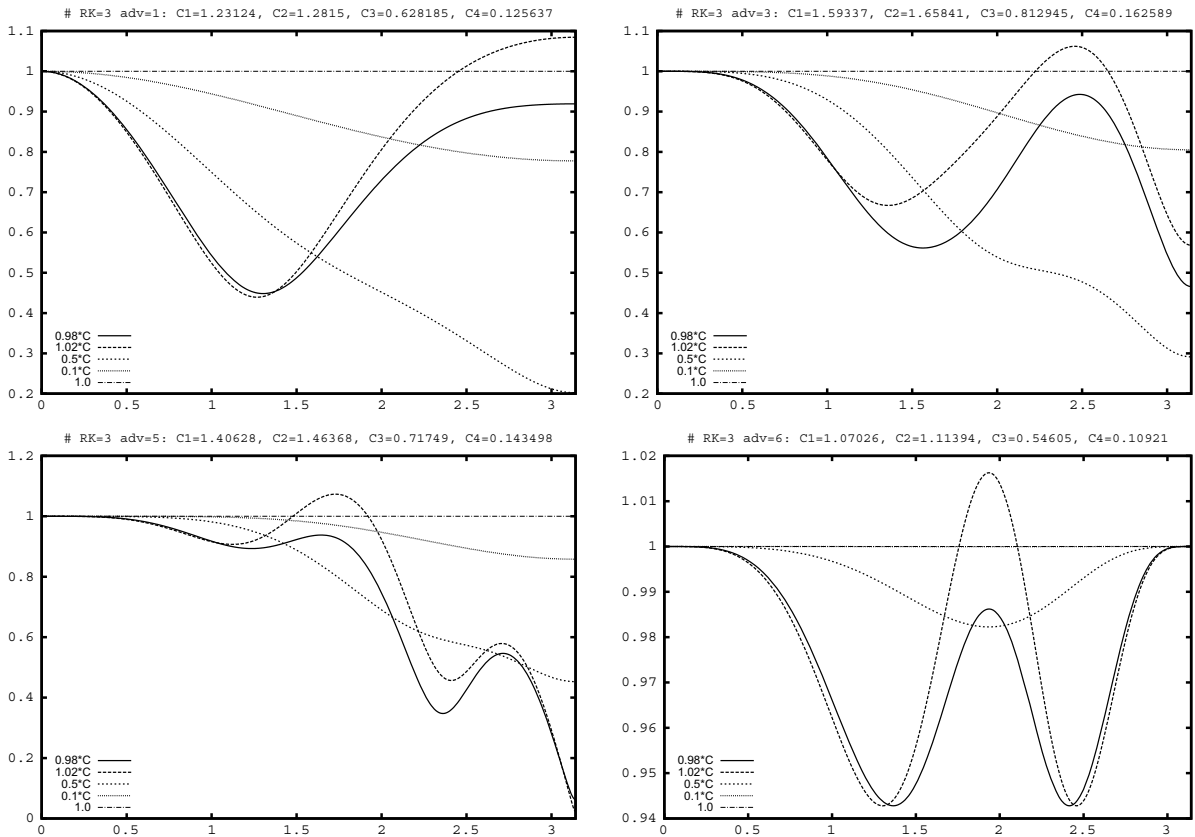 # RK=3 adv=1: C1=1.23124, C2=1.2815, C3=0.628185, C4=0.125637
1.1
1
0.9
0.8
0.7
0.6
0.5
0.4
0.3
0.2
0.98*C
1.02*C
0.5*C
0.1*C
1.0
0 0.5 1 1.5 2 2.5 3
# RK=3 adv=3: C1=1.59337, C2=1.65841, C3=0.812945, C4=0.162589
1.1
1
0.9
0.8
0.7
0.6
0.5
0.4
0.3
0.2
0.98*C
1.02*C
0.5*C
0.1*C
1.0
0 0.5 1 1.5 2 2.5 3
# RK=3 adv=5: C1=1.40628, C2=1.46368, C3=0.71749, C4=0.143498
1.2
1
0.8
0.6
0.4
0.2
0
0.98*C
1.02*C
0.5*C
0.1*C
1.0
0 0.5 1 1.5 2 2.5 3
# RK=3 adv=6: C1=1.07026, C2=1.11394, C3=0.54605, C4=0.10921
1.02
1.01
1
0.99
0.98
0.97
0.96
0.95
0.94
0.98*C
1.02*C
0.5*C
0.1*C
1.0
0 0.5 1 1.5 2 2.5 3